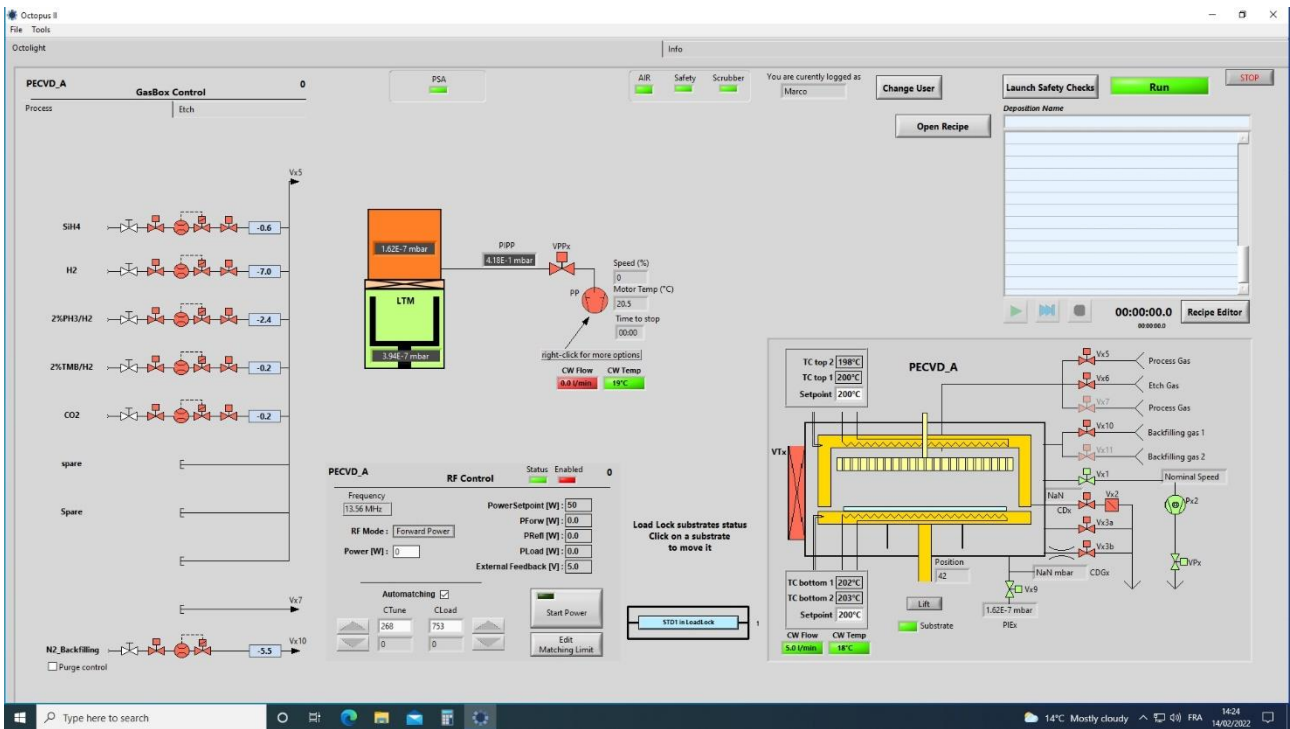 Octopus II
File Tools
Octolight
Info
PECVD_A
GasBox Control
0
Process
Etch
PSA
AIR
Safety
Scrubber
You are curently logged as
Marco
Change User
Open Recipe
Launch Safety Checks
Run
STOP
Deposition Name
00:00:00.0
00:00:00.0
Recipe Editor
Vx5
SiH4
-0.6
H2
-7.0
2%PH3/H2
-2.4
2%TMB/H2
-0.2
CO2
-0.2
spare
Spare
Vx7
N2_Backfilling
-5.5
Vx10
Purge control
1.62E-7 mbar
LTM
3.94E-7 mbar
PIPP
4.18E-1 mbar
VPPx
PP
Speed (%)
0
Motor Temp (°C)
20.5
Time to stop
00:00
right-click for more options
CW Flow
CW Temp
0.0 l/min
19°C
PECVD_A
RF Control
Status
Enabled
0
Frequency
13.56 MHz
RF Mode :
Forward Power
Power [W] :
0
PowerSetpoint [W] :
50
PForw [W] :
0.0
PRefl [W] :
0.0
PLoad [W] :
0.0
External Feedback [V] :
5.0
Automatching
CTune
CLoad
268
753
0
0
Start Power
Edit
Matching Limit
Load Lock substrates status
Click on a substrate
to move it
STD1 in LoadLock
1
TC top 2
198°C
TC top 1
200°C
Setpoint
200°C
PECVD_A
Vx5
Process Gas
Vx6
Etch Gas
Vx7
Process Gas
Vx10
Backfilling gas 1
Vx11
Backfilling gas 2
VTx
Vx1
Nominal Speed
NaN
CDx
Vx2
Px2
Vx3a
Vx3b
VPx
Position
42
NaN mbar
CDGx
Vx9
1.62E-7 mbar
PIEx
Lift
Substrate
TC bottom 1
202°C
TC bottom 2
203°C
Setpoint
200°C
CW Flow
CW Temp
5.0 l/min
18°C
Type here to search
14°C Mostly cloudy
FRA
14:24
14/02/2022